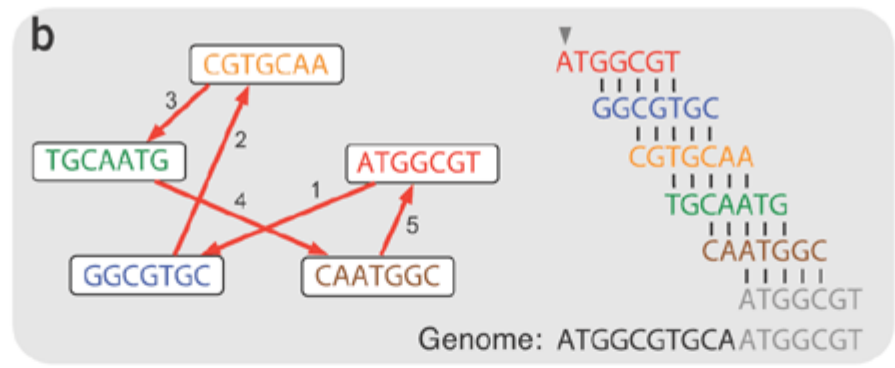 b
CGTGCAA
3
2
TGCAATG
ATGGCGT
4
1
5
GGCGTGC
CAATGGC
ATGGCGT
GGCGTGC
CGTGCAA
TGCAATG
CAATGGC
ATGGCGT
Genome: ATGGCGTGCAATGGCGT